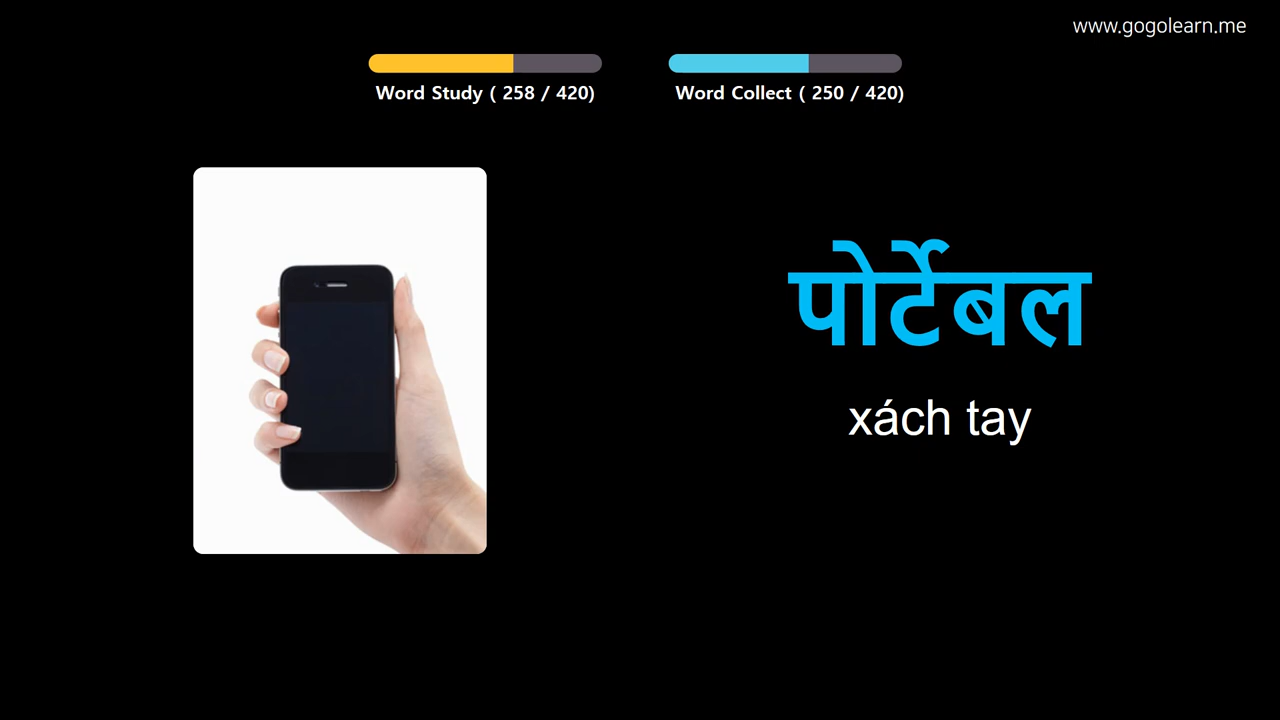 www.gogolearn.me
Word Study ( 258 / 420)
Word Collect ( 250 / 420)
पोर्टेबल
xách tay